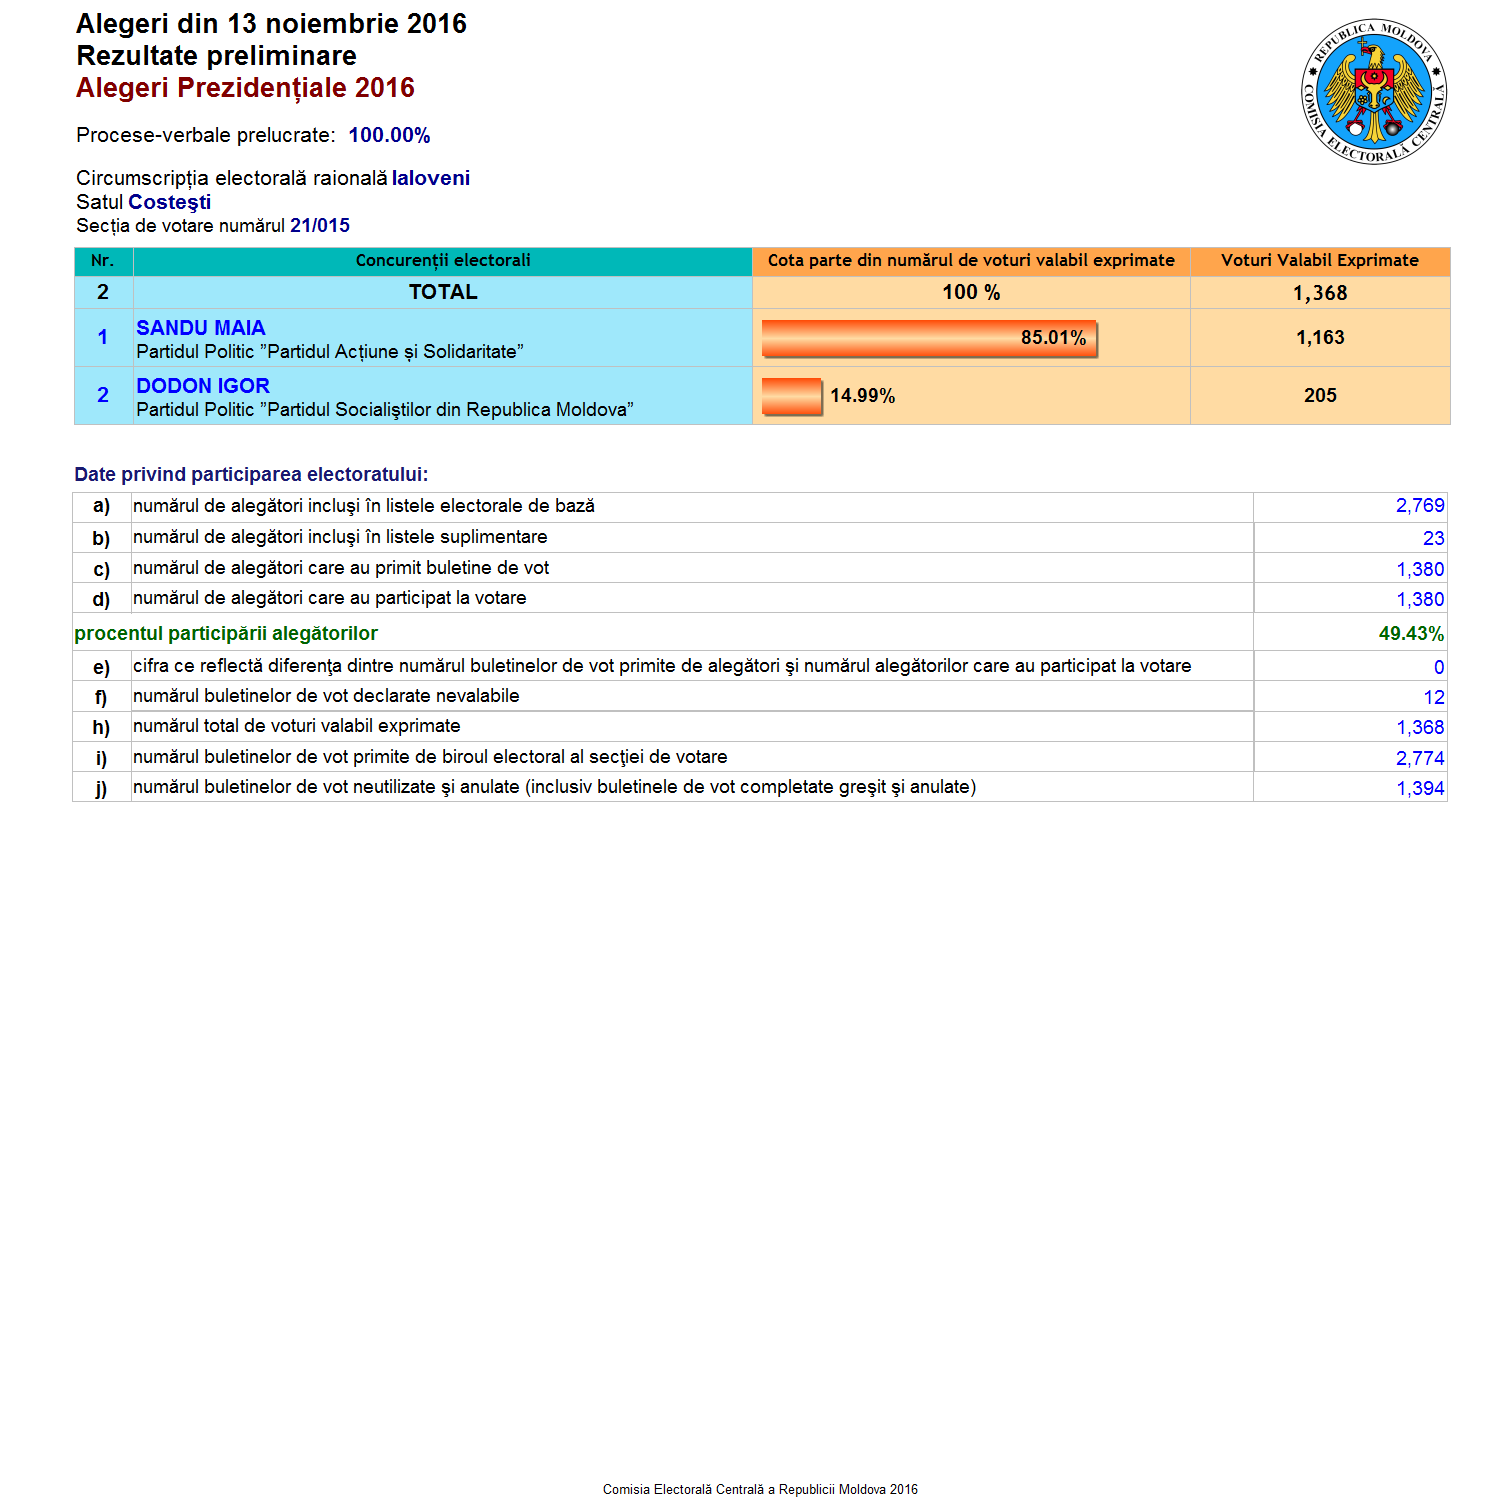 Alegeri din 13 noiembrie 2016
Rezultate preliminare
Alegeri Prezidențiale 2016
REPUBLICA MOLDOVA
COMISIA ELECTORALĂ CENTRALĂ
Procese-verbale prelucrate: 100.00%
Circumscripția electorală raională Ialoveni
Satul Costeşti
Secția de votare numărul 21/015
Nr. Concurenții electorali Cota parte din numărul de voturi valabil exprimate Voturi Valabil Exprimate
2 TOTAL 100 % 1,368
1 SANDU MAIA 85.01% 1,163
Partidul Politic ”Partidul Acțiune și Solidaritate”
2 DODON IGOR 14.99% 205
Partidul Politic ”Partidul Socialiştilor din Republica Moldova”
Date privind participarea electoratului:
a) numărul de alegători incluşi în listele electorale de bază 2,769
b) numărul de alegători incluşi în listele suplimentare 23
c) numărul de alegători care au primit buletine de vot 1,380
d) numărul de alegători care au participat la votare 1,380
procentul participării alegătorilor 49.43%
e) cifra ce reflectă diferenţa dintre numărul buletinelor de vot primite de alegători şi numărul alegătorilor care au participat la votare 0
f) numărul buletinelor de vot declarate nevalabile 12
h) numărul total de voturi valabil exprimate 1,368
i) numărul buletinelor de vot primite de biroul electoral al secţiei de votare 2,774
j) numărul buletinelor de vot neutilizate şi anulate (inclusiv buletinele de vot completate greşit şi anulate) 1,394
Comisia Electorală Centrală a Republicii Moldova 2016